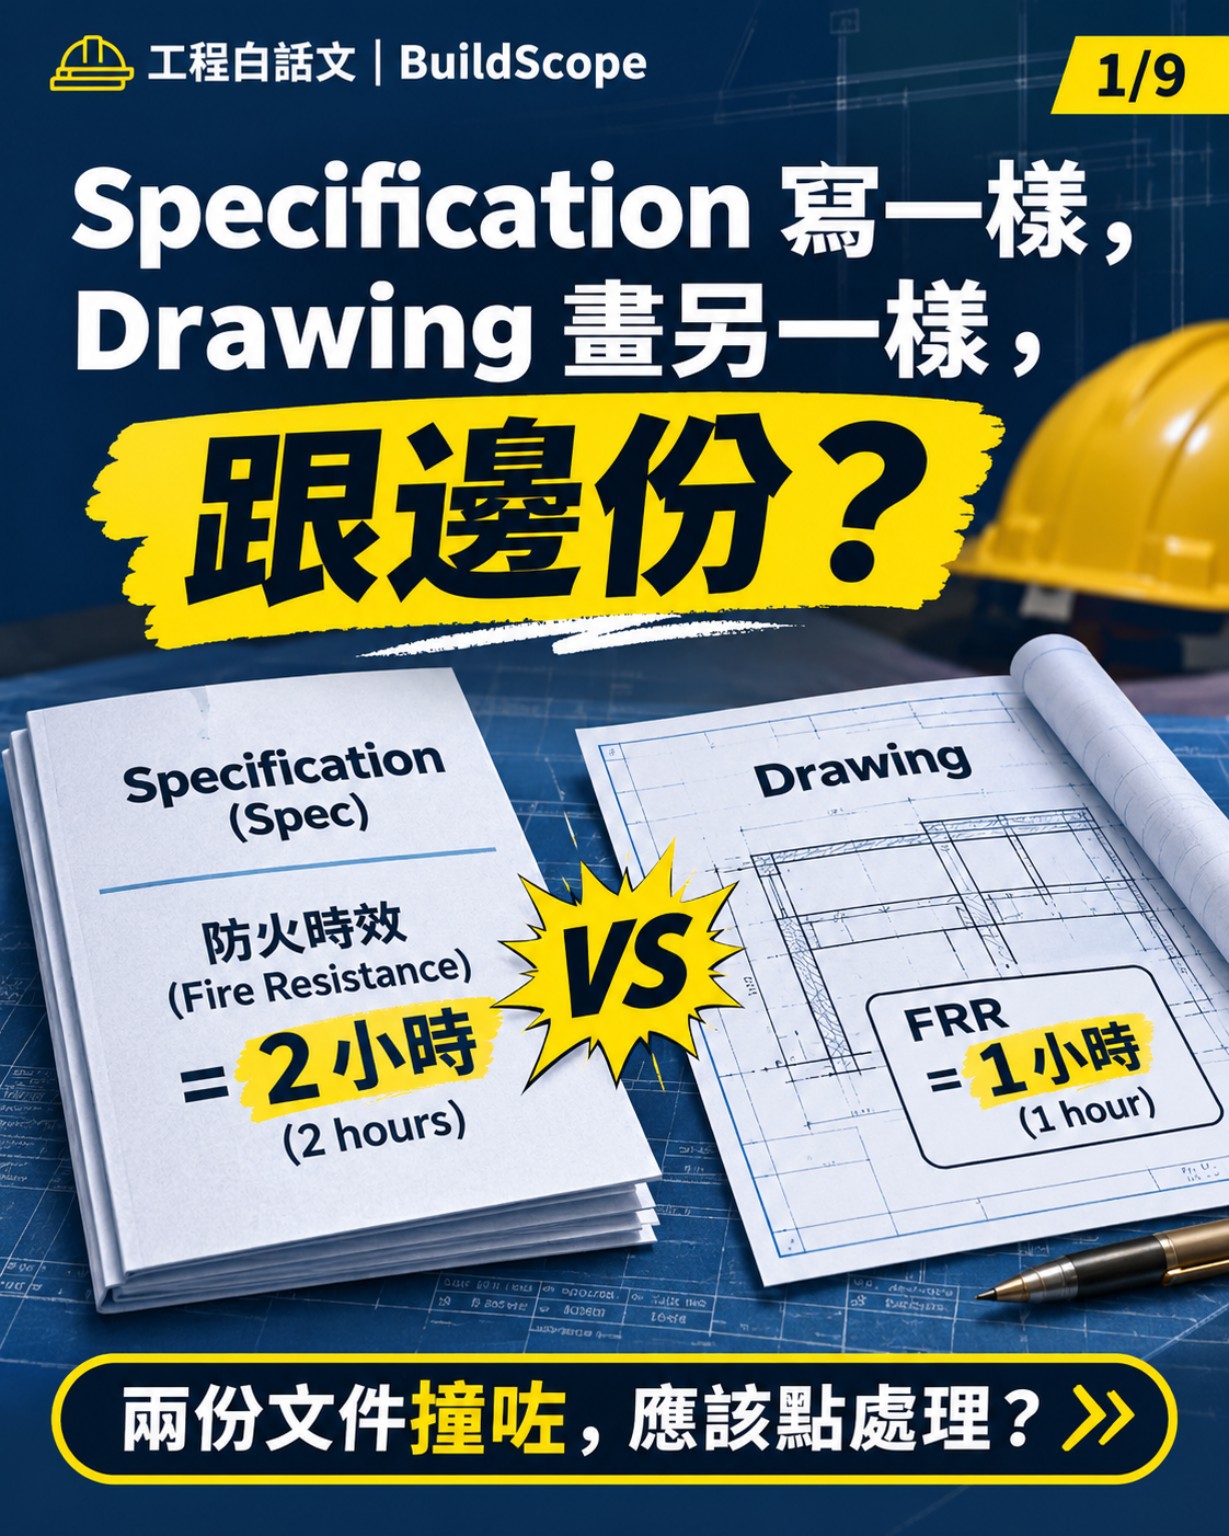 工程白話文 | BuildScope
1/9
Specification 寫一樣，
Drawing 畫另一樣，
跟邊份？
Specification
(Spec)
防火時效
(Fire Resistance)
= 2 小時
(2 hours)
VS
Drawing
FRR
= 1 小時
(1 hour)
兩份文件撞咗，應該點處理？